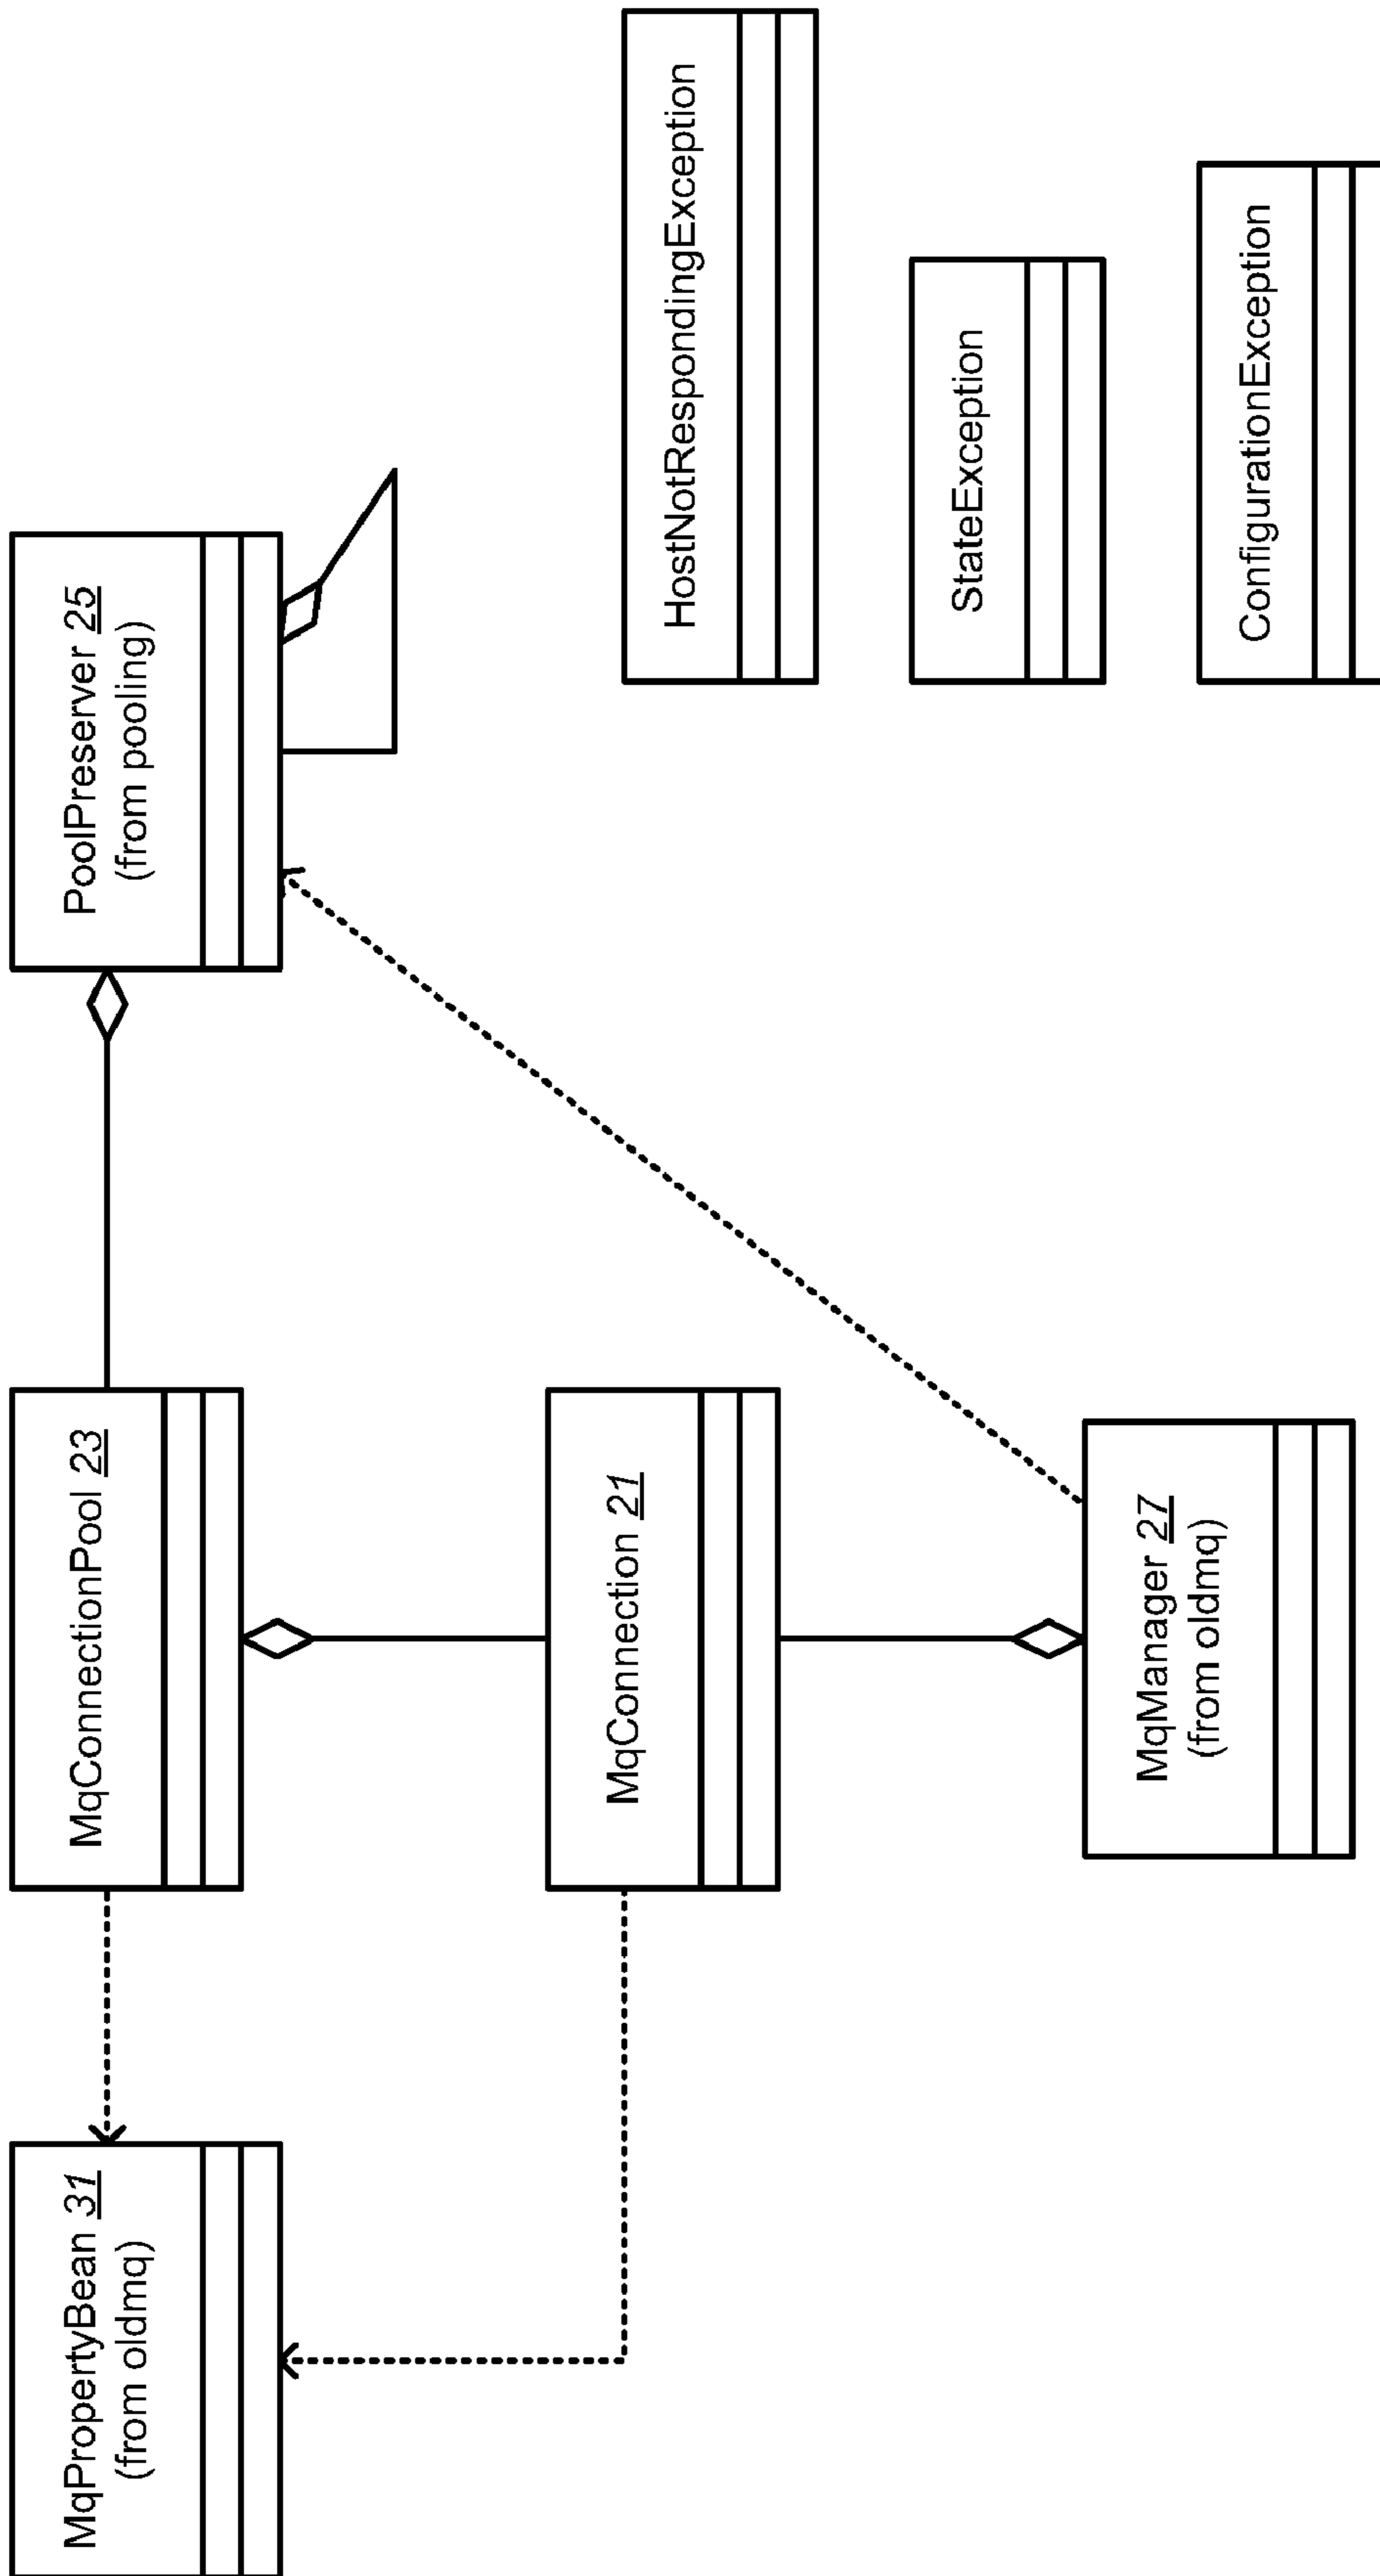 MqPropertyBean 31
(from oldmq)
MqConnectionPool 23
PoolPreserver 25
(from pooling)
MqConnection 21
HostNotRespondingException
StateException
MqManager 27
(from oldmq)
ConfigurationException